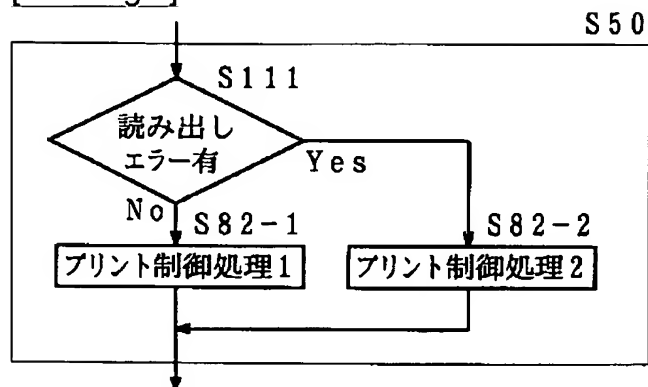 S50
S111
読み出し
エラー有
Yes
No
S82-1
S82-2
プリント制御処理1
プリント制御処理2